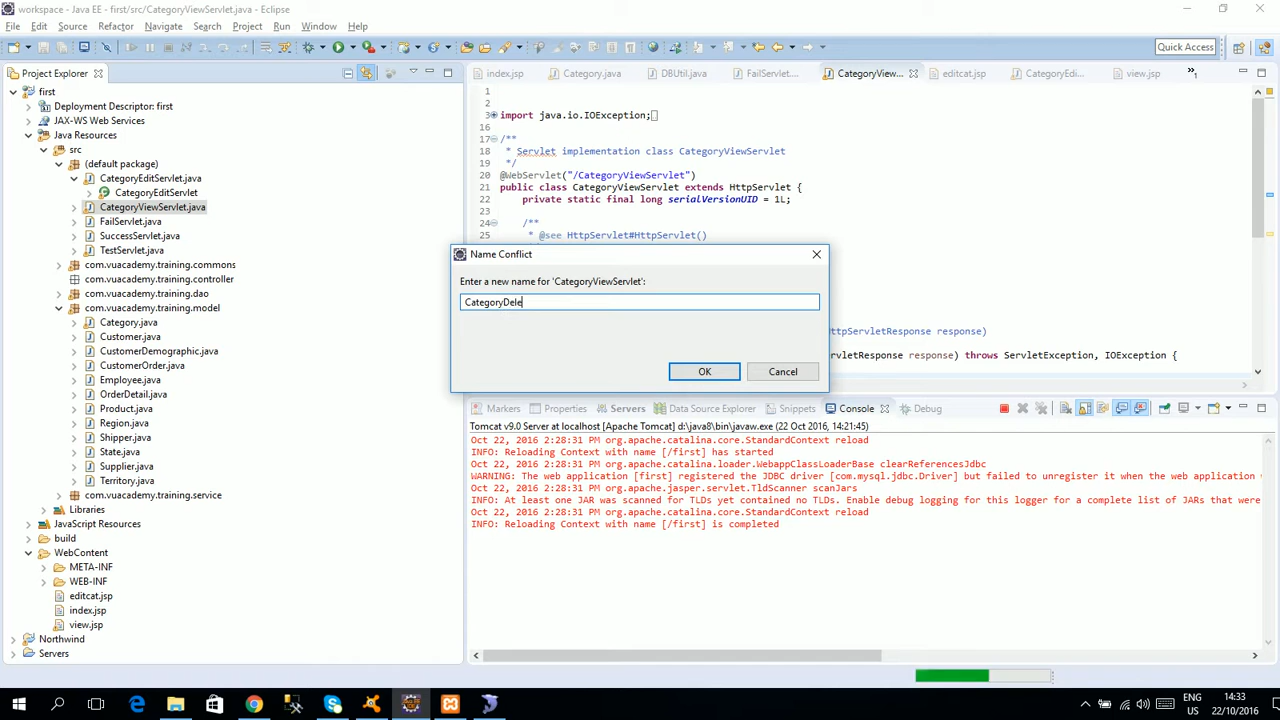 workspace - Java EE - first/src/CategoryViewServlet.java - Eclipse
File Edit Source Refactor Navigate Search Project Run Window Help
Quick Access
Project Explorer
first
Deployment Descriptor: first
JAX-WS Web Services
Java Resources
src
(default package)
CategoryEditServlet.java
CategoryEditServlet
CategoryViewServlet.java
FailServlet.java
SuccessServlet.java
TestServlet.java
com.vuacademy.training.commons
com.vuacademy.training.controller
com.vuacademy.training.dao
com.vuacademy.training.model
Category.java
Customer.java
CustomerDemographic.java
CustomerOrder.java
Employee.java
OrderDetail.java
Product.java
Region.java
Shipper.java
State.java
Supplier.java
Territory.java
com.vuacademy.training.service
Libraries
JavaScript Resources
build
WebContent
META-INF
WEB-INF
editcat.jsp
index.jsp
view.jsp
Northwind
Servers
index.jsp Category.java DBUtil.java FailServlet.... CategoryView... editcat.jsp CategoryEdi... view.jsp
1
2
3 import java.io.IOException;
16
17 /**
18 * Servlet implementation class CategoryViewServlet
19 */
20 @WebServlet("/CategoryViewServlet")
21 public class CategoryViewServlet extends HttpServlet {
22 private static final long serialVersionUID = 1L;
23
24 /**
25 * @see HttpServlet#HttpServlet()
HttpServletResponse response)
rvletResponse response) throws ServletException, IOException {
Name Conflict
Enter a new name for 'CategoryViewServlet':
CategoryDele
OK Cancel
Markers Properties Servers Data Source Explorer Snippets Console Debug
Tomcat v9.0 Server at localhost [Apache Tomcat] d:\java8\bin\javaw.exe (22 Oct 2016, 14:21:45)
Oct 22, 2016 2:28:31 PM org.apache.catalina.core.StandardContext reload
INFO: Reloading Context with name [/first] has started
Oct 22, 2016 2:28:31 PM org.apache.catalina.loader.WebappClassLoaderBase clearReferencesJdbc
WARNING: The web application [first] registered the JDBC driver [com.mysql.jdbc.Driver] but failed to unregister it when the web application
Oct 22, 2016 2:28:31 PM org.apache.jasper.servlet.TldScanner scanJars
INFO: At least one JAR was scanned for TLDs yet contained no TLDs. Enable debug logging for this logger for a complete list of JARs that were
Oct 22, 2016 2:28:31 PM org.apache.catalina.core.StandardContext reload
INFO: Reloading Context with name [/first] is completed
ENG
US
14:33
22/10/2016